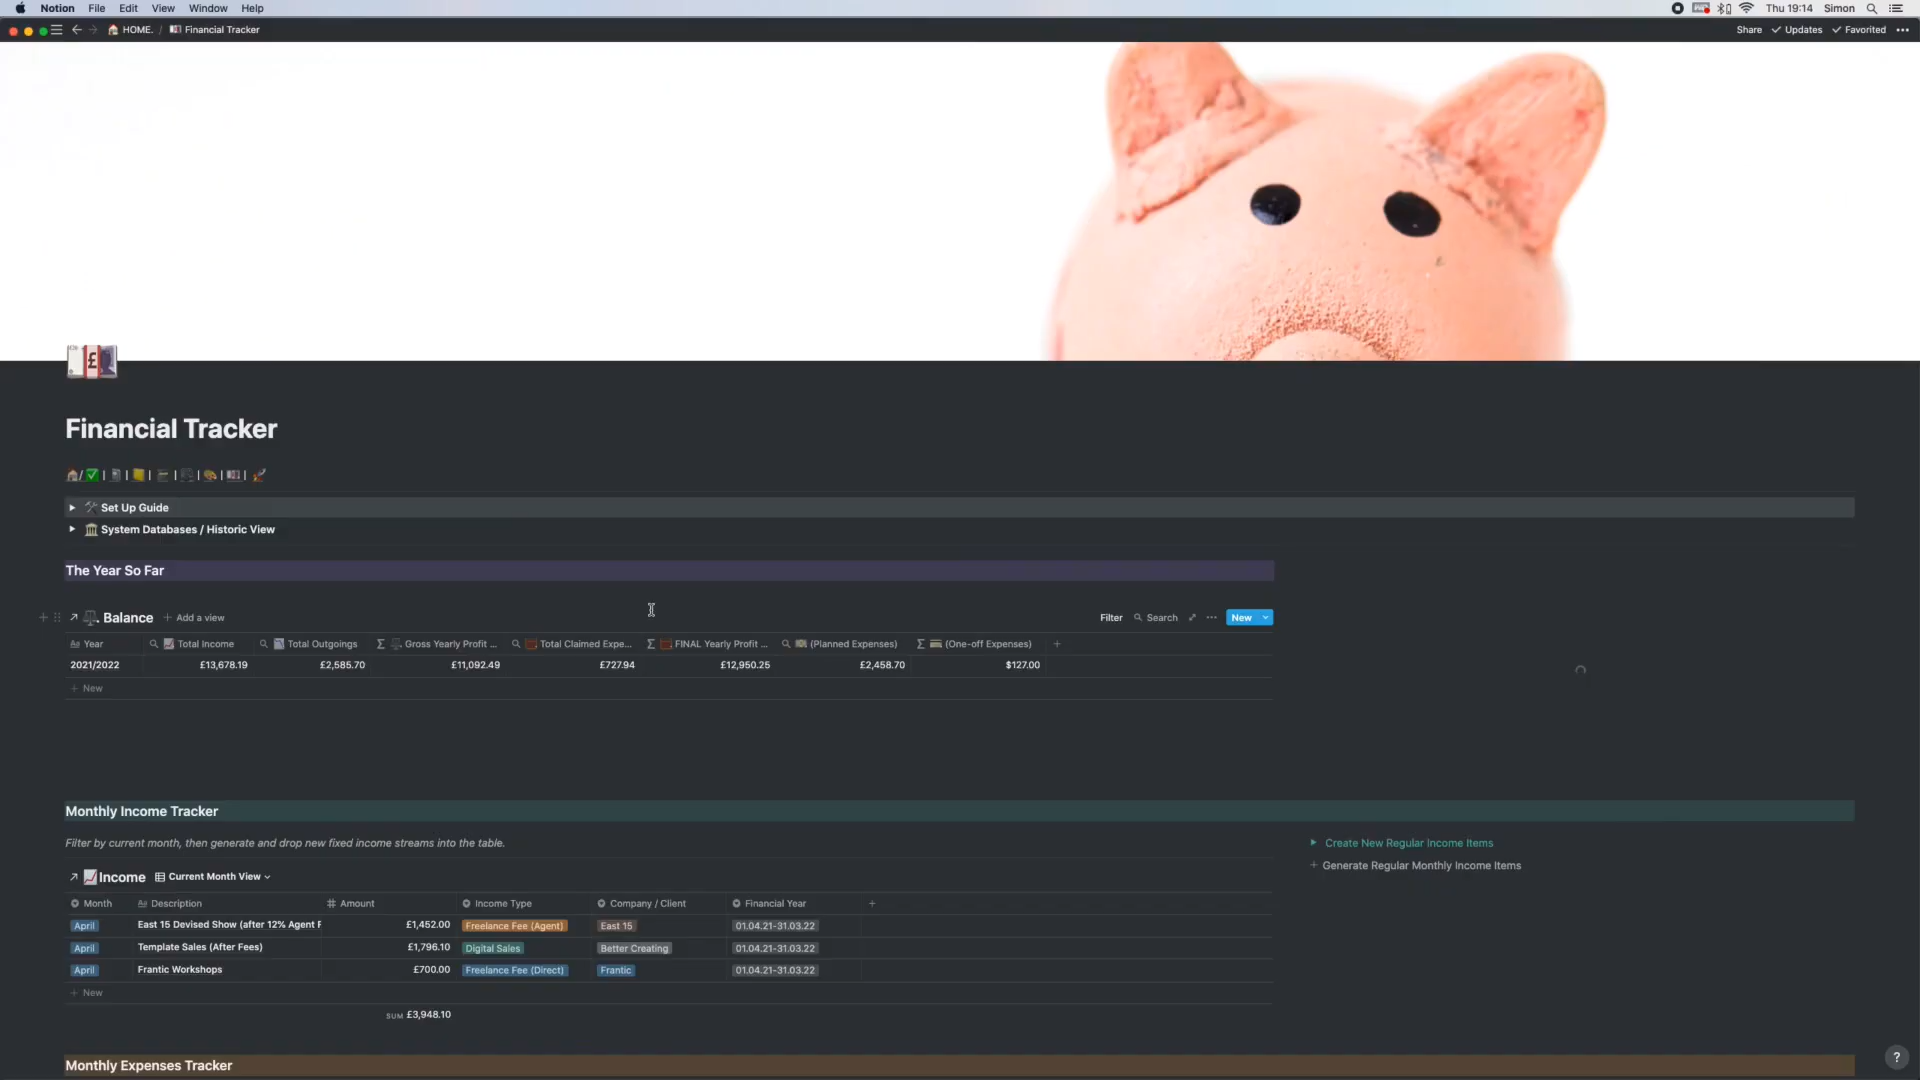 Notion File Edit View Window Help Thu 19:14 Simon
HOME. / Financial Tracker Share Updates Favorited
£
Financial Tracker
Set Up Guide
System Databases / Historic View
The Year So Far
Balance + Add a view Filter Search New
Year Total Income Total Outgoings Gross Yearly Profit ... Total Claimed Expe... FINAL Yearly Profit ... (Planned Expenses) (One-off Expenses) +
2021/2022 £13,678.19 £2,585.70 £11,092.49 £727.94 £12,950.25 £2,458.70 $127.00
+ New
Monthly Income Tracker
Filter by current month, then generate and drop new fixed income streams into the table.
Create New Regular Income Items
+ Generate Regular Monthly Income Items
Income Current Month View
Month Description Amount Income Type Company / Client Financial Year +
April East 15 Devised Show (after 12% Agent F £1,452.00 Freelance Fee (Agent) East 15 01.04.21-31.03.22
April Template Sales (After Fees) £1,796.10 Digital Sales Better Creating 01.04.21-31.03.22
April Frantic Workshops £700.00 Freelance Fee (Direct) Frantic 01.04.21-31.03.22
+ New
SUM £3,948.10
Monthly Expenses Tracker
?